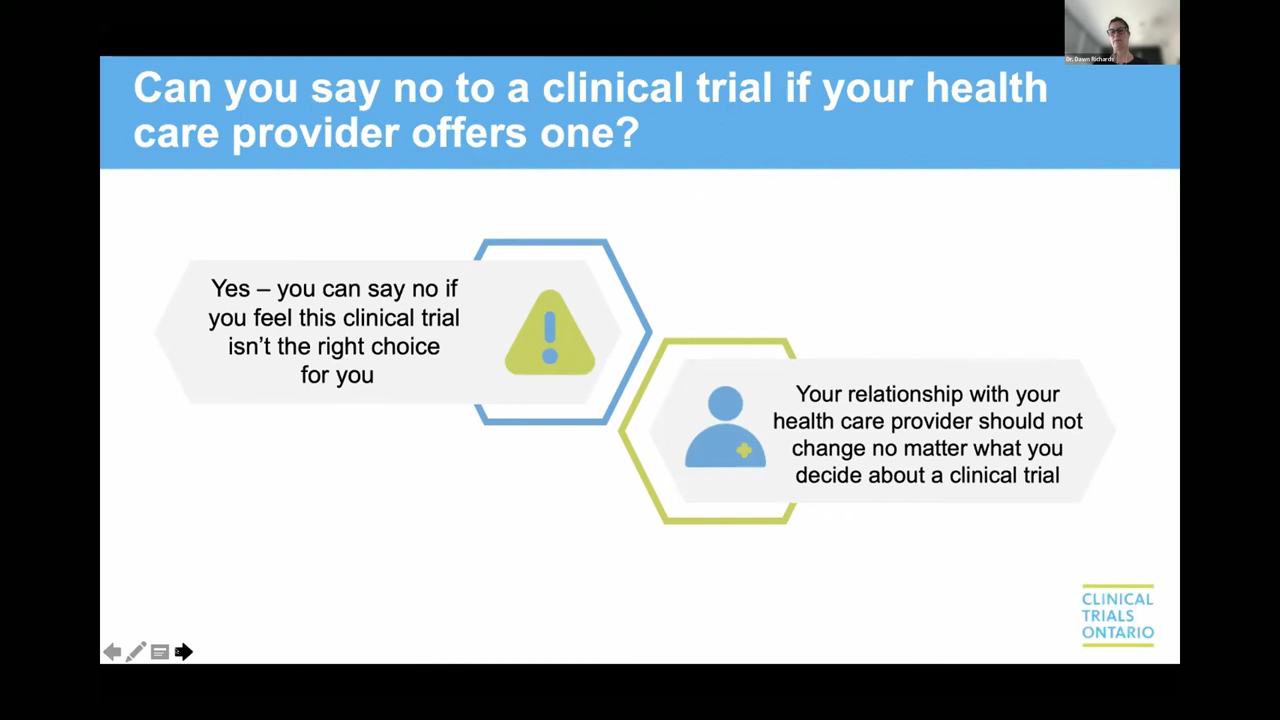 Dr. Dawn Richards
Can you say no to a clinical trial if your health
care provider offers one?
Yes – you can say no if
you feel this clinical trial
isn’t the right choice
for you
Your relationship with your
health care provider should not
change no matter what you
decide about a clinical trial
CLINICAL
TRIALS
ONTARIO